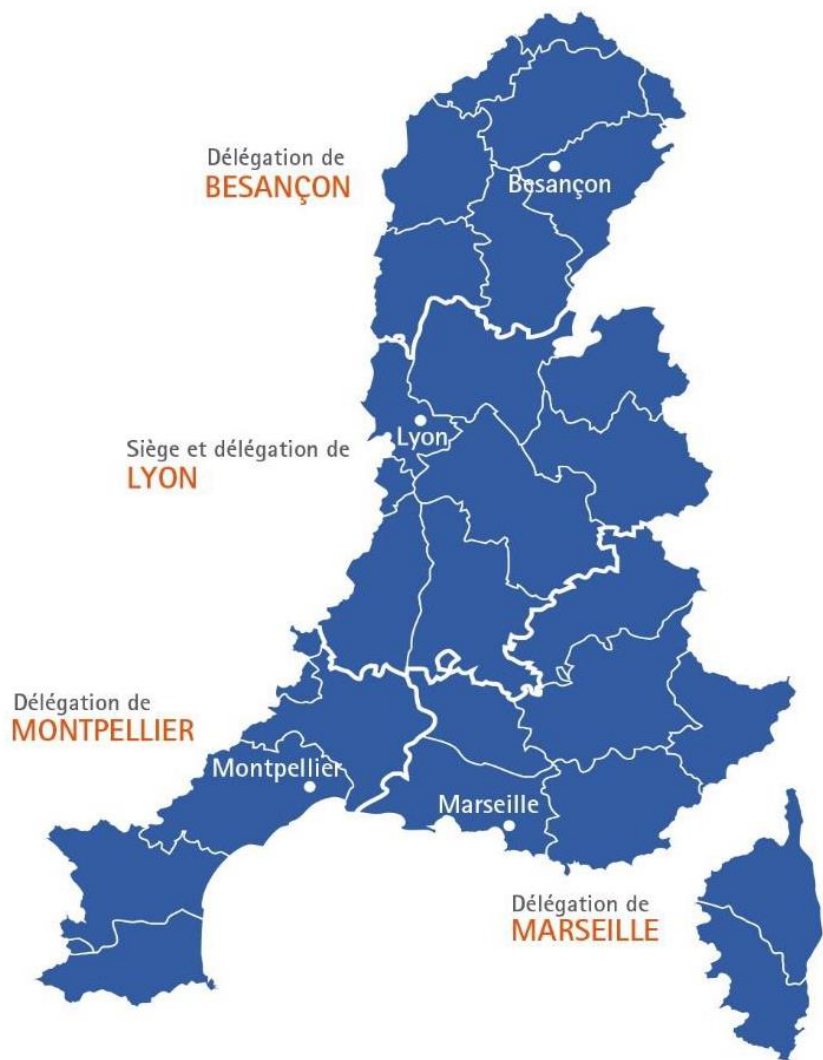 Délégation de
BESANÇON
Besançon
Lyon
Siège et délégation de
LYON
Délégation de
MONTPELLIER
Montpellier
Marseille
Délégation de
MARSEILLE